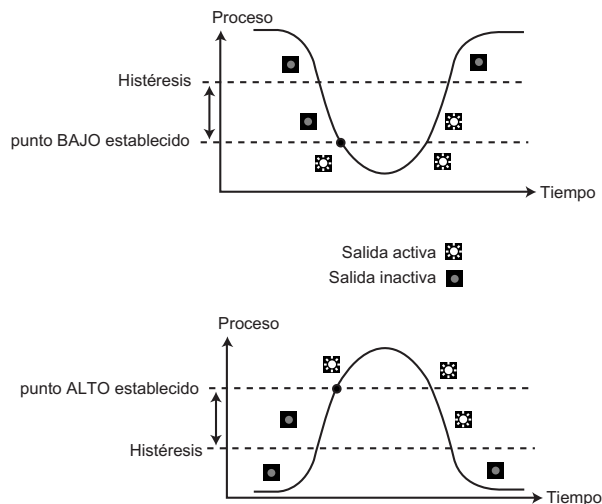 Proceso
Histéresis
punto BAJO establecido
Tiempo
Salida activa
Salida inactiva
Proceso
punto ALTO establecido
Histéresis
Tiempo